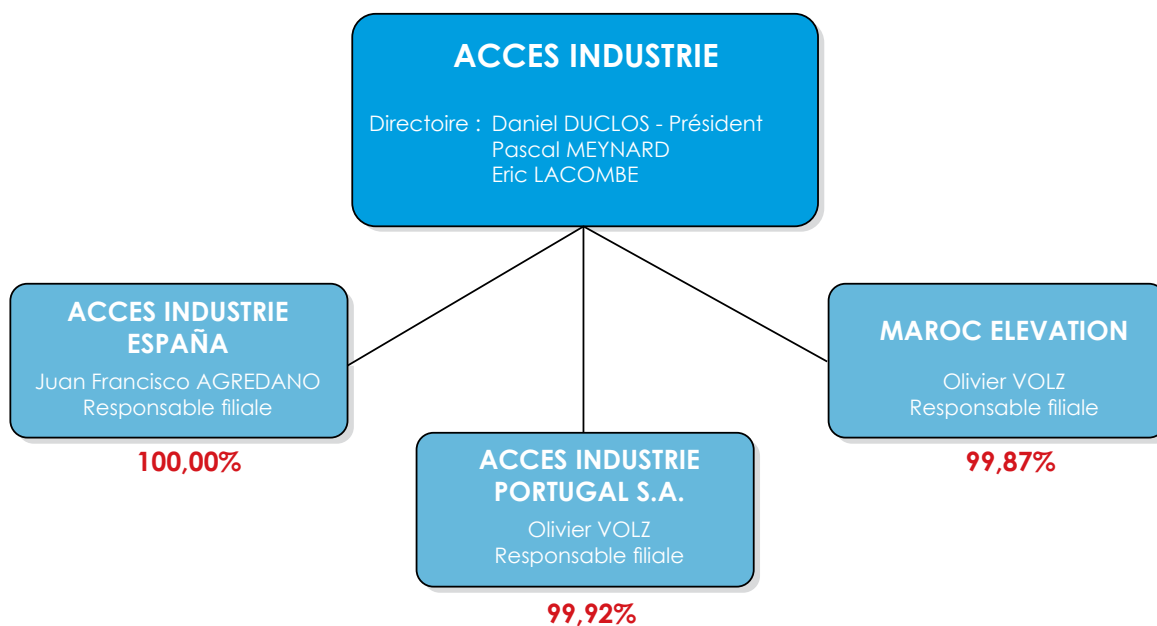 ACCES INDUSTRIE
Directoire : Daniel DUCLOS - Président
Pascal MEYNARD
Eric LACOMBE
ACCES INDUSTRIE
ESPAÑA
Juan Francisco AGREDANO
Responsable filiale
100,00%
ACCES INDUSTRIE
PORTUGAL S.A.
Olivier VOLZ
Responsable filiale
99,92%
MAROC ELEVATION
Olivier VOLZ
Responsable filiale
99,87%